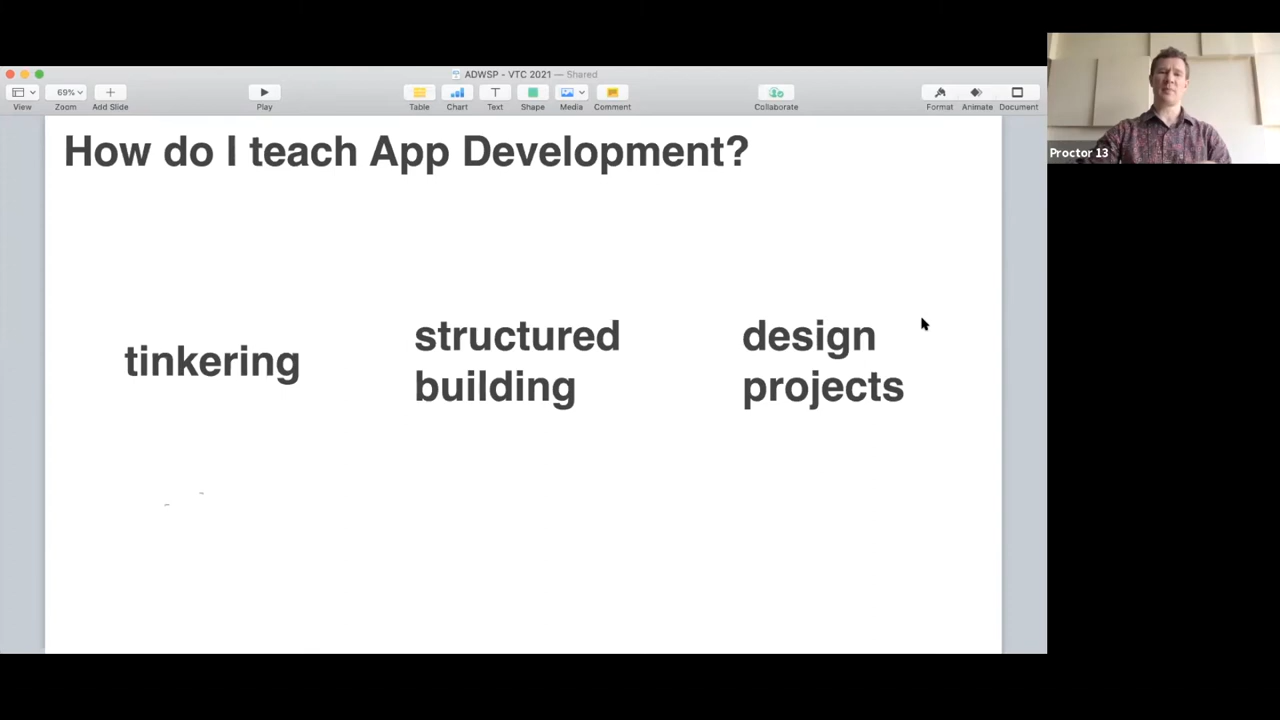 ADWSP - VTC 2021 — Shared
View
69%
Zoom
Add Slide
Play
Table
Chart
Text
Shape
Media
Comment
Collaborate
Format
Animate
Document
How do I teach App Development?
tinkering
structured
building
design
projects
Proctor 13